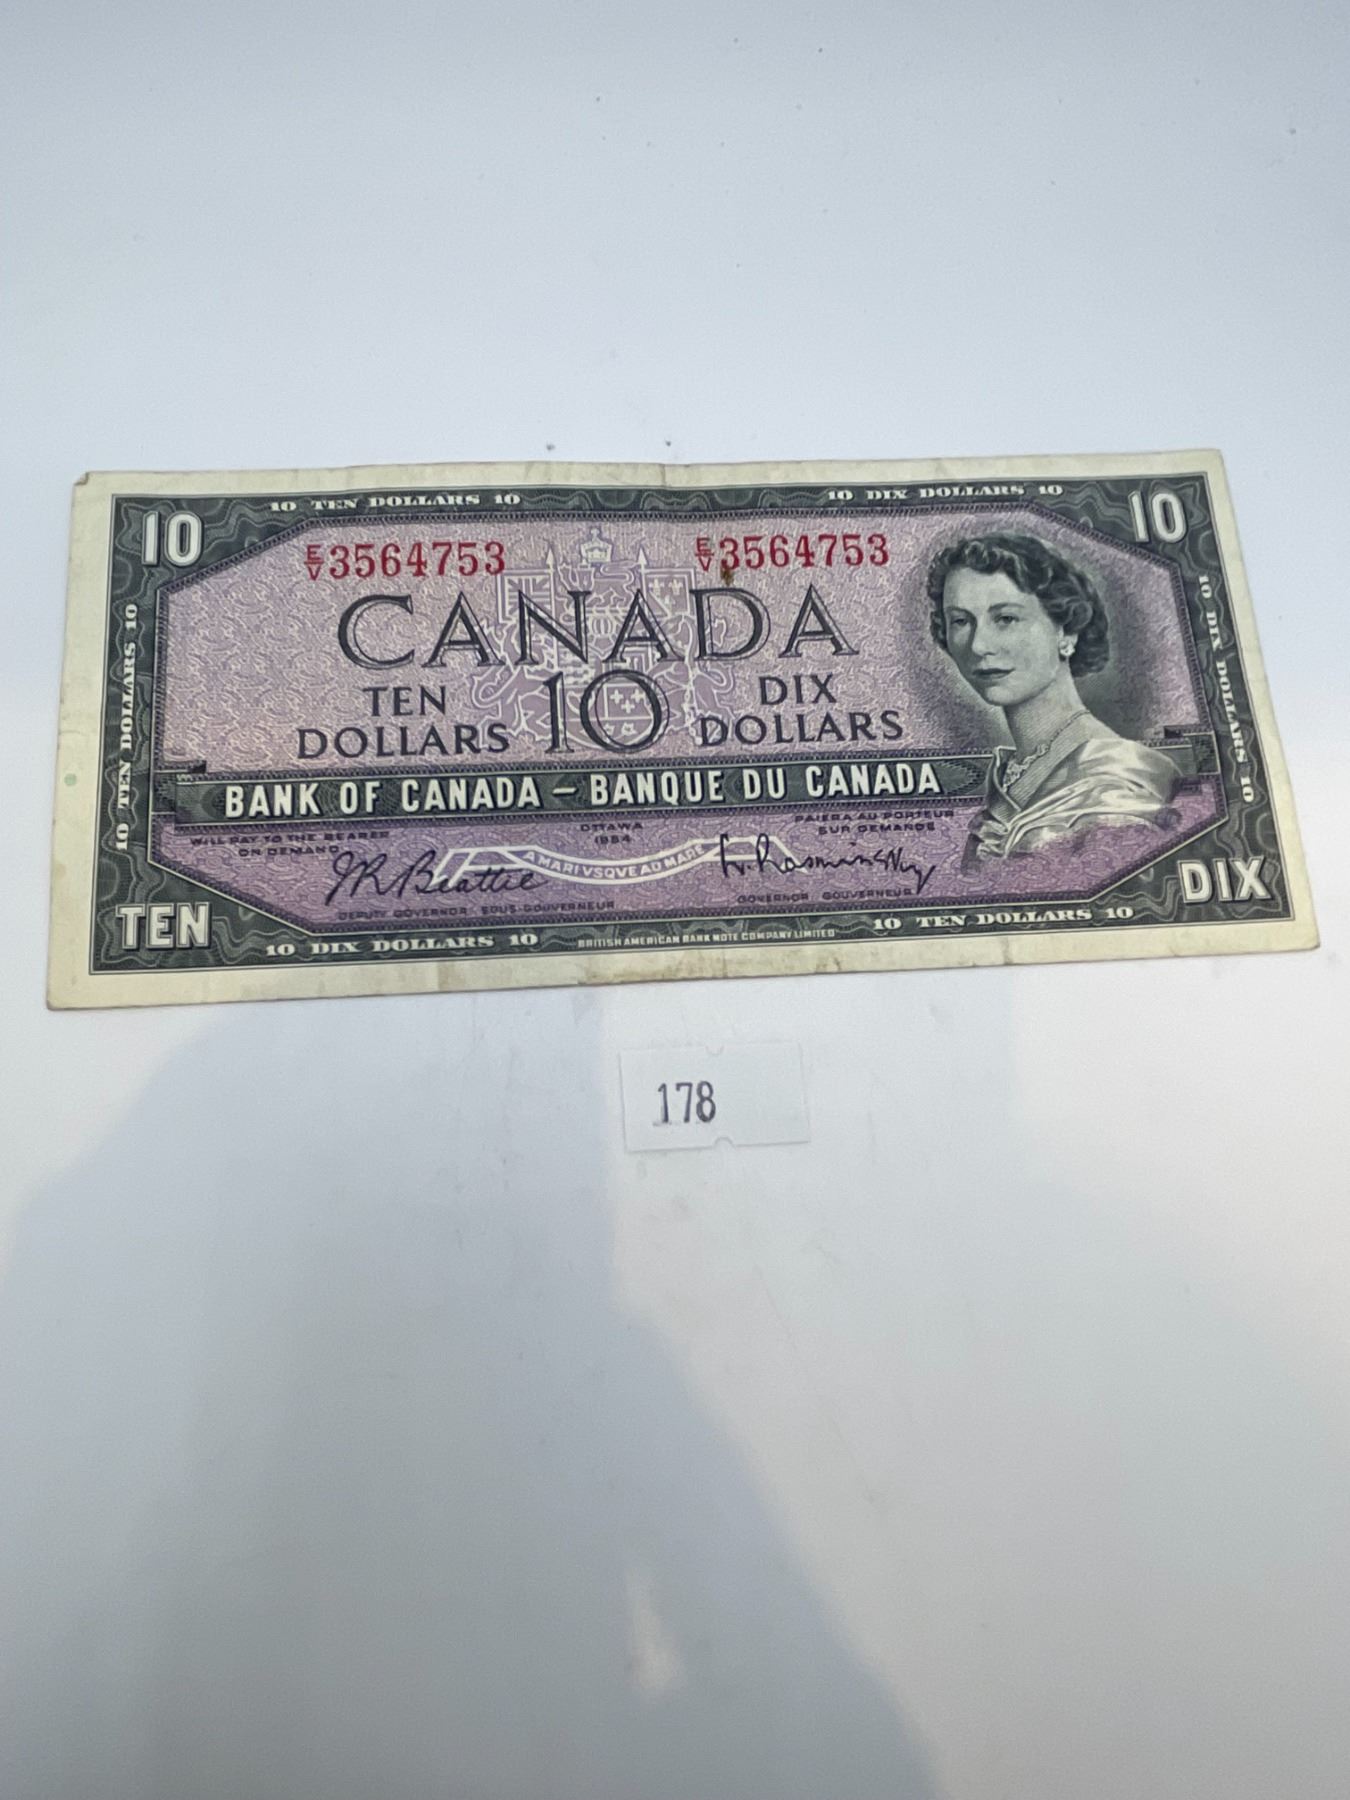 10 TEN DOLLARS 10
10 DIX DOLLARS 10
10
10
E/V 3564753
E/V 3564753
CANADA
TEN DOLLARS
10
DIX DOLLARS
10 TEN DOLLARS 10
10 DIX DOLLARS 10
BANK OF CANADA – BANQUE DU CANADA
WILL PAY TO THE BEARER
ON DEMAND
OTTAWA
1954
PAIERA AU PORTEUR
SUR DEMANDE
J.R. Beattie
A MARI VSQVE AD MARE
L. Rasminsky
DEPUTY GOVERNOR SOUS-GOUVERNEUR
GOVERNOR GOUVERNEUR
TEN
DIX
10 DIX DOLLARS 10
BRITISH AMERICAN BANK NOTE COMPANY LIMITED
10 TEN DOLLARS 10
178